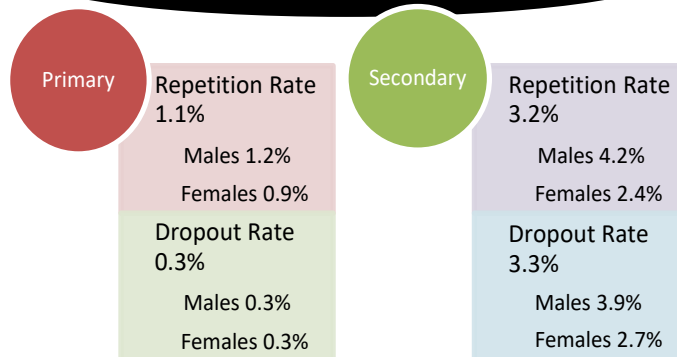 Primary
Repetition Rate
1.1%
Males 1.2%
Females 0.9%
Dropout Rate
0.3%
Males 0.3%
Females 0.3%
Secondary
Repetition Rate
3.2%
Males 4.2%
Females 2.4%
Dropout Rate
3.3%
Males 3.9%
Females 2.7%